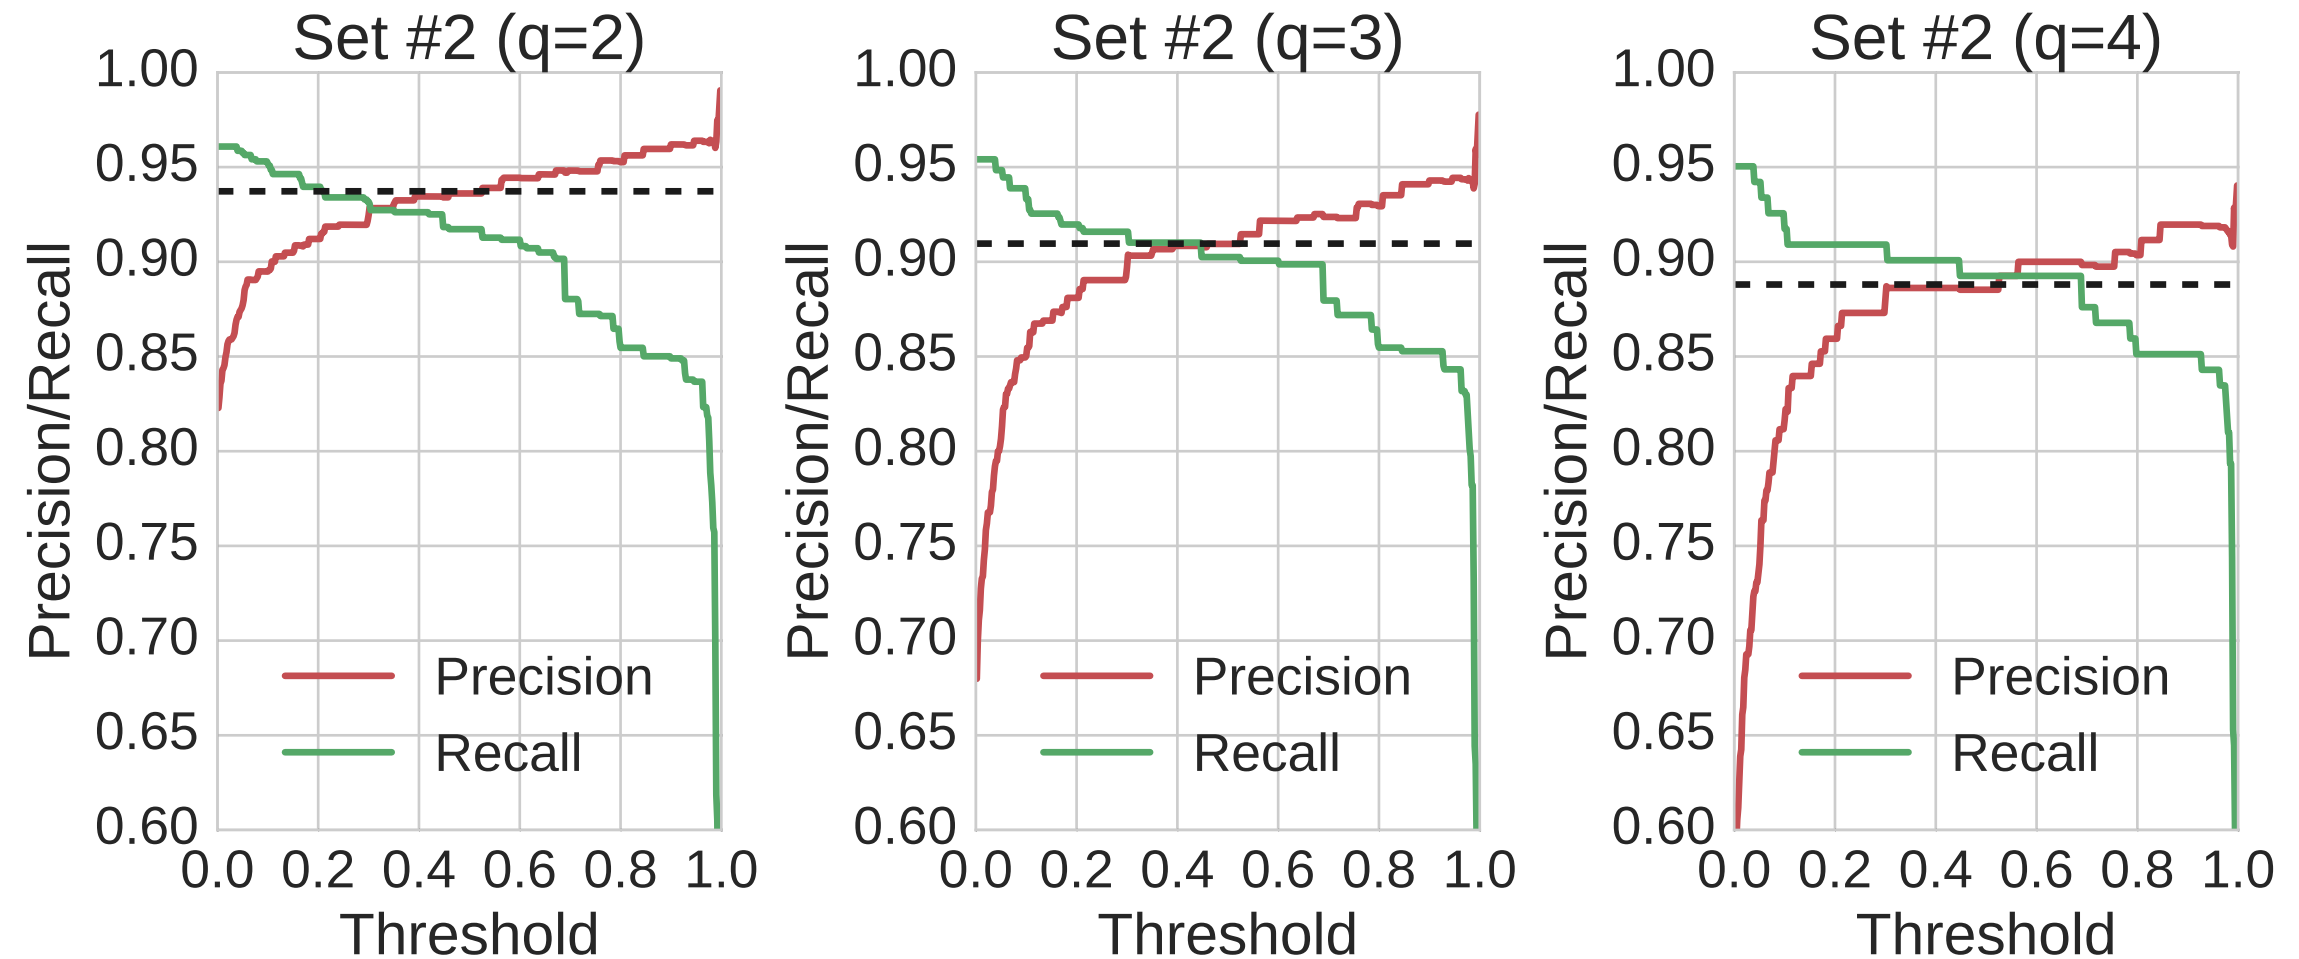 Set #2 (q=2)
1.00
0.95
0.90
0.85
0.80
0.75
0.70
0.65
0.60
Precision/Recall
Precision
Recall
0.0 0.2 0.4 0.6 0.8 1.0
Threshold
Set #2 (q=3)
1.00
0.95
0.90
0.85
0.80
0.75
0.70
0.65
0.60
Precision/Recall
Precision
Recall
0.0 0.2 0.4 0.6 0.8 1.0
Threshold
Set #2 (q=4)
1.00
0.95
0.90
0.85
0.80
0.75
0.70
0.65
0.60
Precision/Recall
Precision
Recall
0.0 0.2 0.4 0.6 0.8 1.0
Threshold